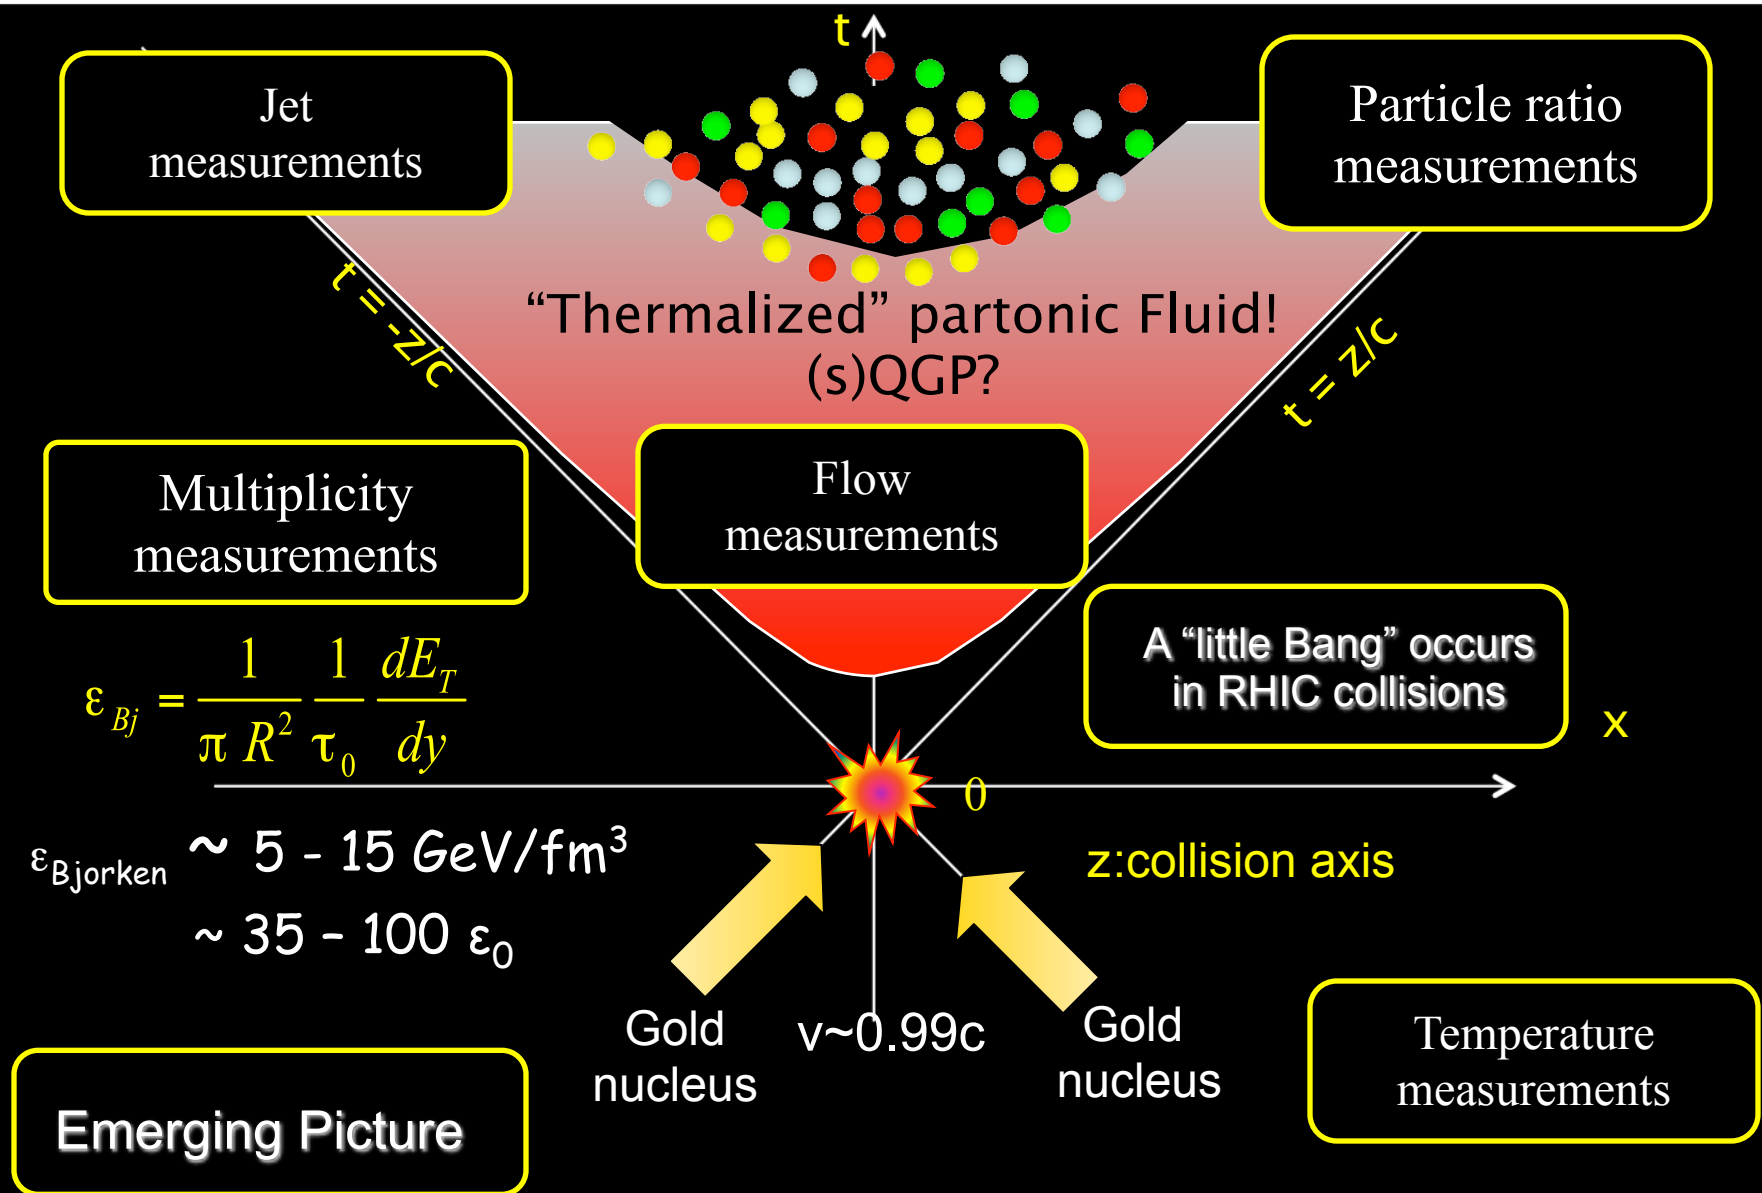 t
Jet
measurements
Particle ratio
measurements
t = -z/c
“Thermalized” partonic Fluid!
(s)QGP?
t = z/c
Multiplicity
measurements
Flow
measurements
ε_Bj = 1/(π R²) 1/τ₀ dE_T/dy
A “little Bang” occurs
in RHIC collisions
x
0
ε_Bjorken ~ 5 - 15 GeV/fm³
~ 35 – 100 ε₀
z:collision axis
Gold
nucleus
v~0.99c
Gold
nucleus
Temperature
measurements
Emerging Picture